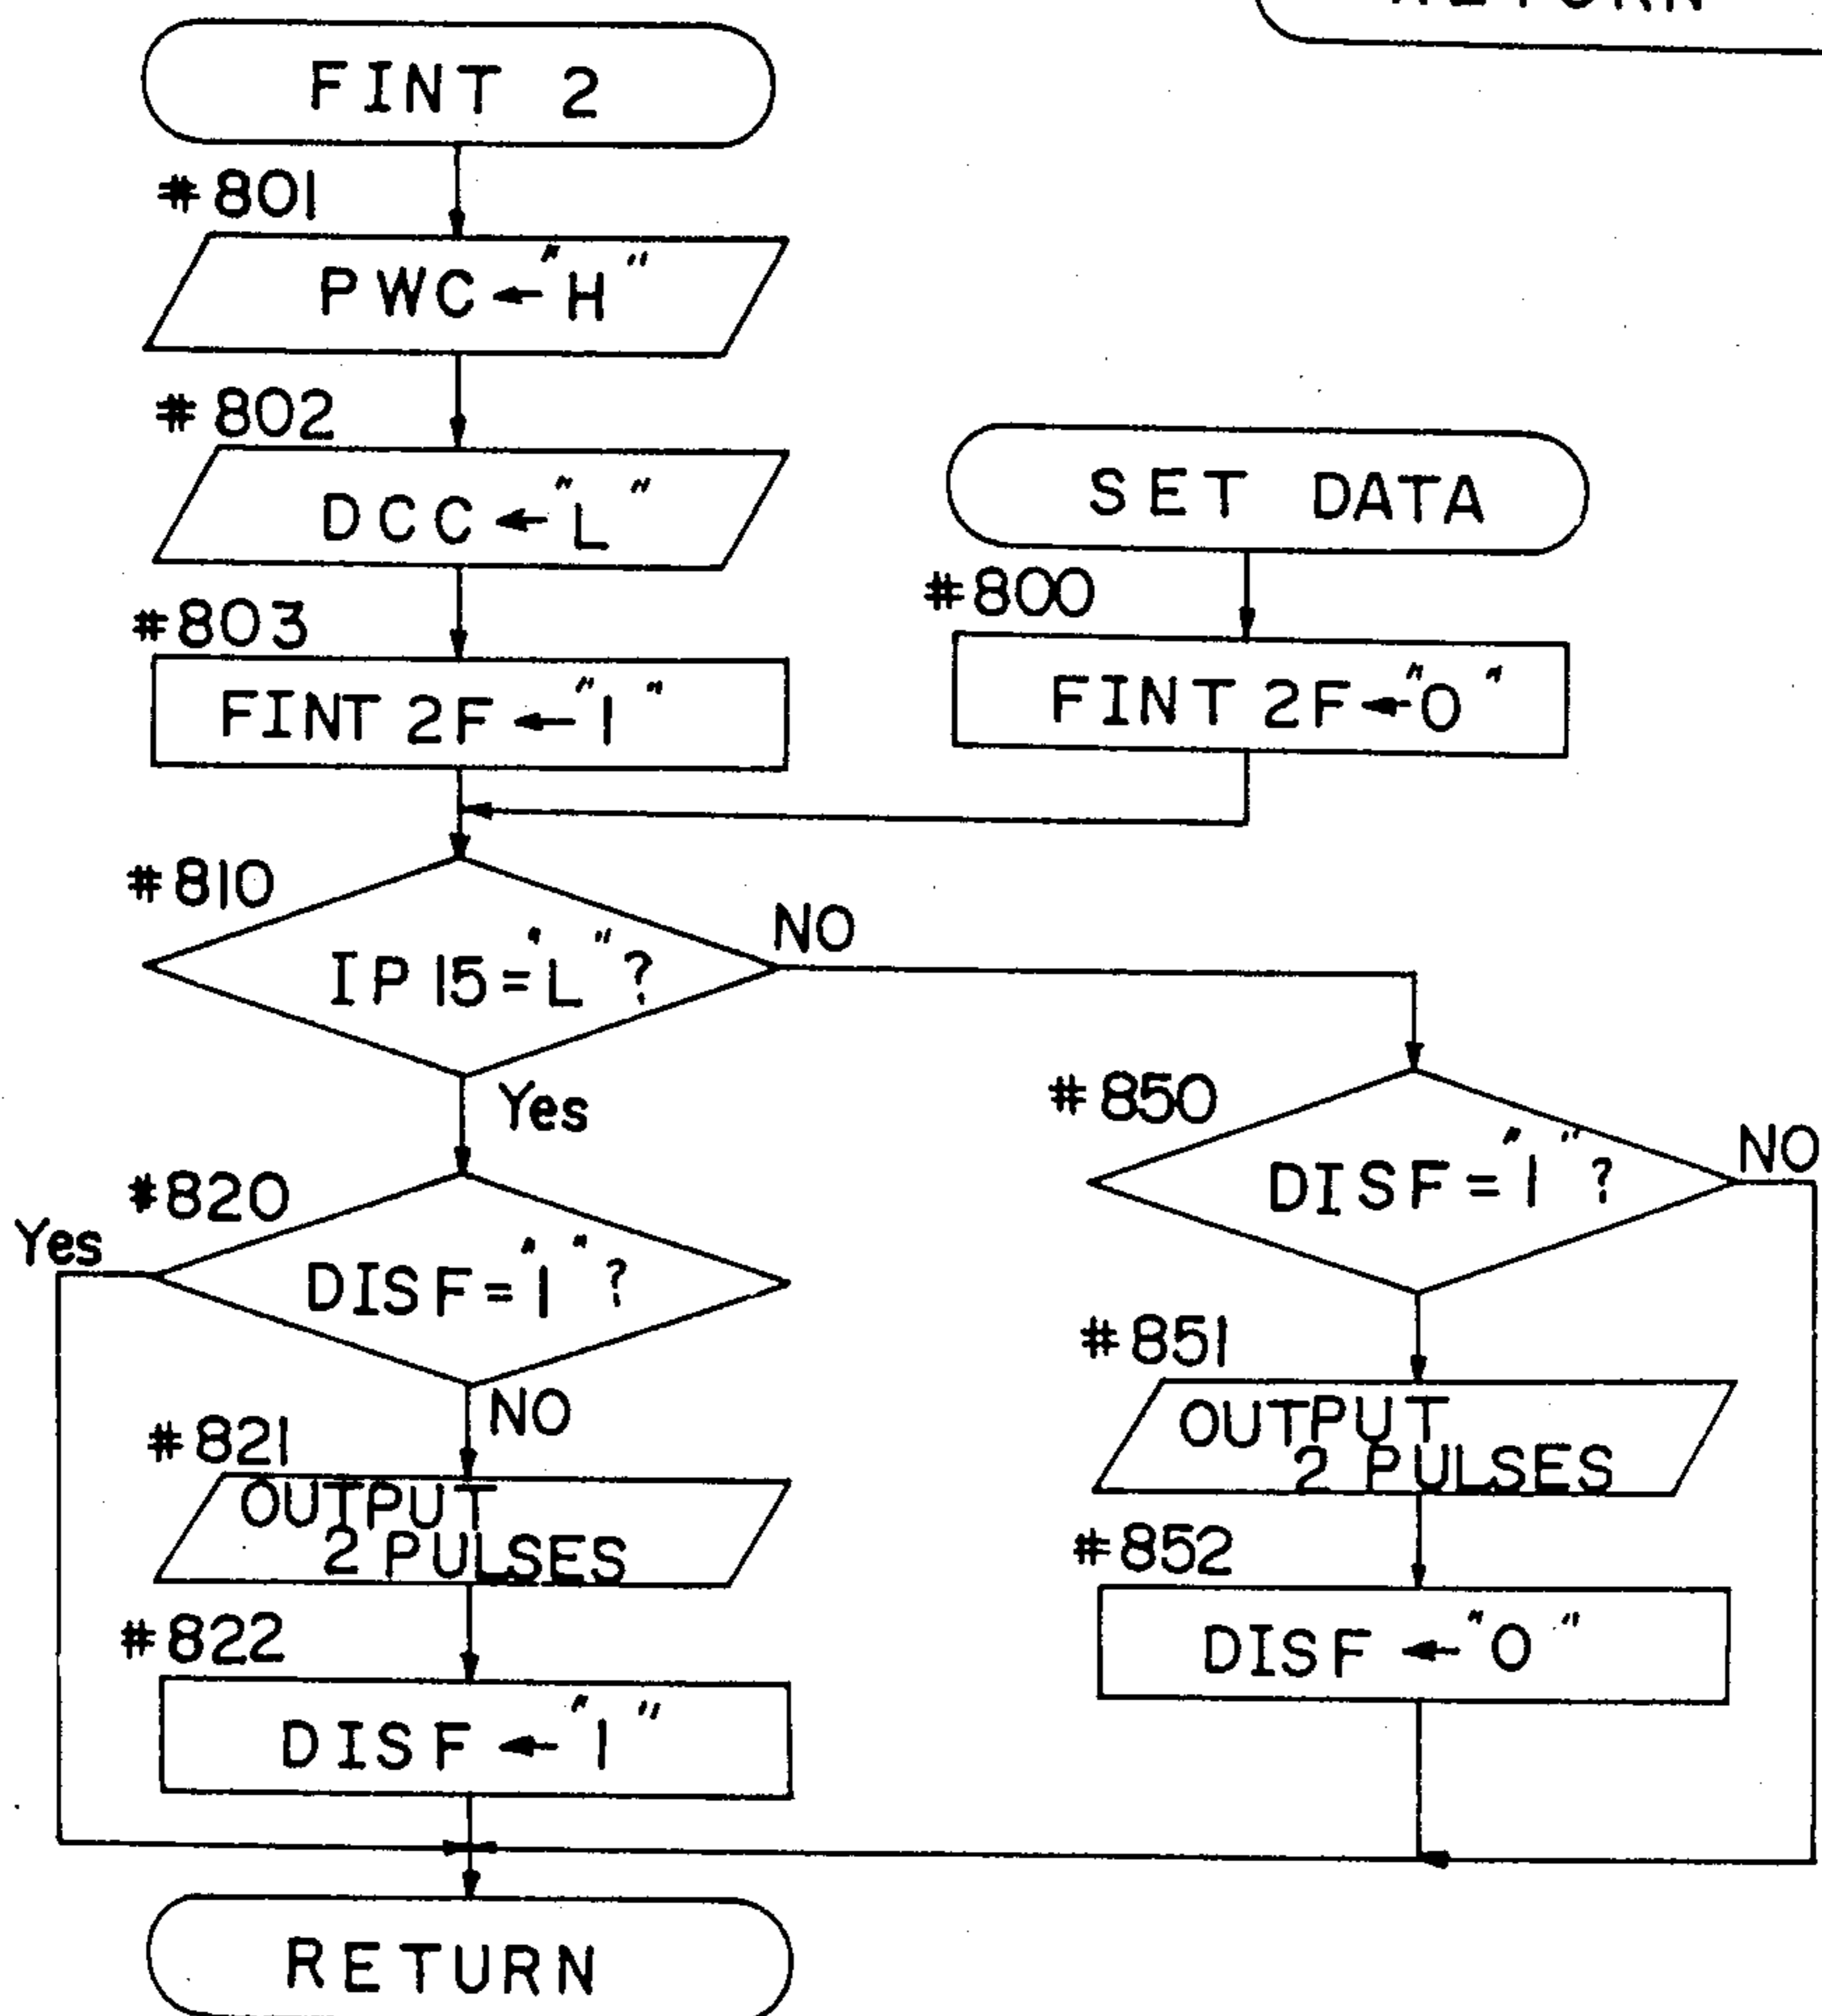 RETURN
FINT 2
#801
PWC←"H"
#802
DCC←"L"
#803
FINT 2F←"1"
SET DATA
#800
FINT 2F←"0"
#810
IP15="L"?
NO
Yes
#820
Yes
DISF="1"?
NO
#821
OUTPUT
2 PULSES
#822
DISF←"1"
#850
DISF="1"?
NO
#851
OUTPUT
2 PULSES
#852
DISF←"0"
RETURN